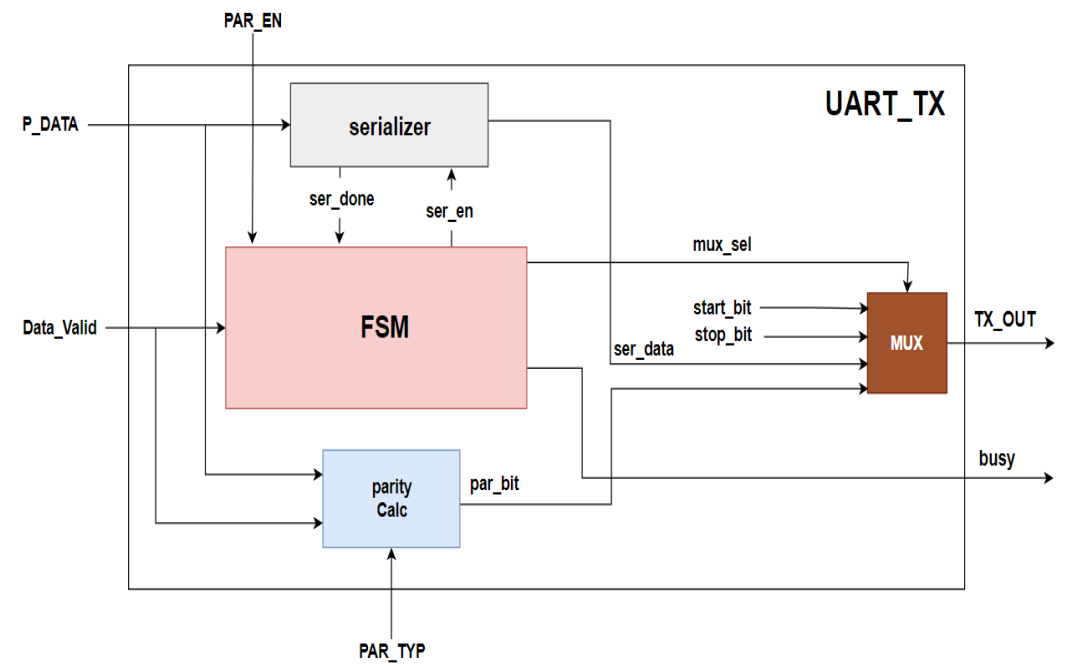 PAR_EN
UART_TX
P_DATA
serializer
ser_done
ser_en
mux_sel
start_bit
stop_bit
TX_OUT
Data_Valid
FSM
MUX
ser_data
busy
par_bit
parity
Calc
PAR_TYP